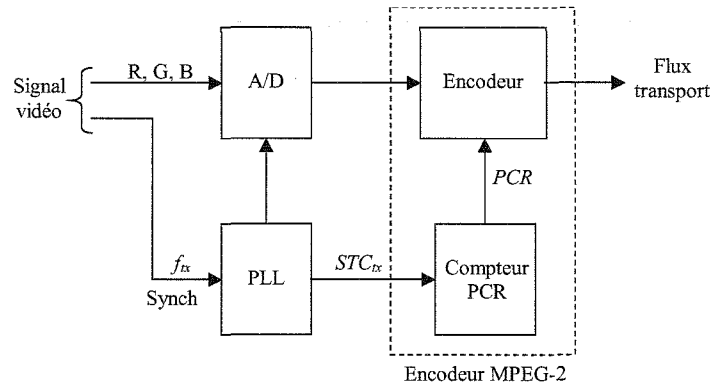 R, G, B
Signal
vidéo
A/D
Encodeur
Flux
transport
PCR
f_tx
Synch
PLL
STC_tx
Compteur
PCR
Encodeur MPEG-2